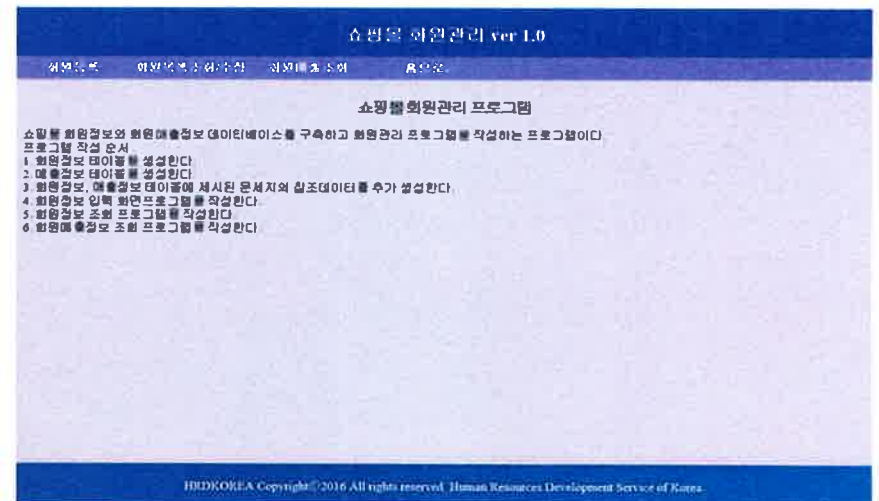 쇼핑몰 회원관리 ver 1.0
회원등록 회원목록조회/수정 회원매출조회 홈으로.
쇼핑몰 회원관리 프로그램
쇼핑몰 회원정보와 회원매출정보 데이터베이스를 구축하고 회원관리 프로그램을 작성하는 프로그램이다.
프로그램 작성 순서
1. 회원정보 테이블을 생성한다.
2. 매출정보 테이블을 생성한다.
3. 회원정보, 매출정보 테이블에 제시된 문제지의 참조데이터를 추가 생성한다.
4. 회원정보 입력 화면프로그램을 작성한다.
5. 회원정보 조회 프로그램을 작성한다.
6. 회원매출정보 조회 프로그램을 작성한다.
HRDKOREA Copyright©2016 All rights reserved. Human Resources Development Service of Korea.